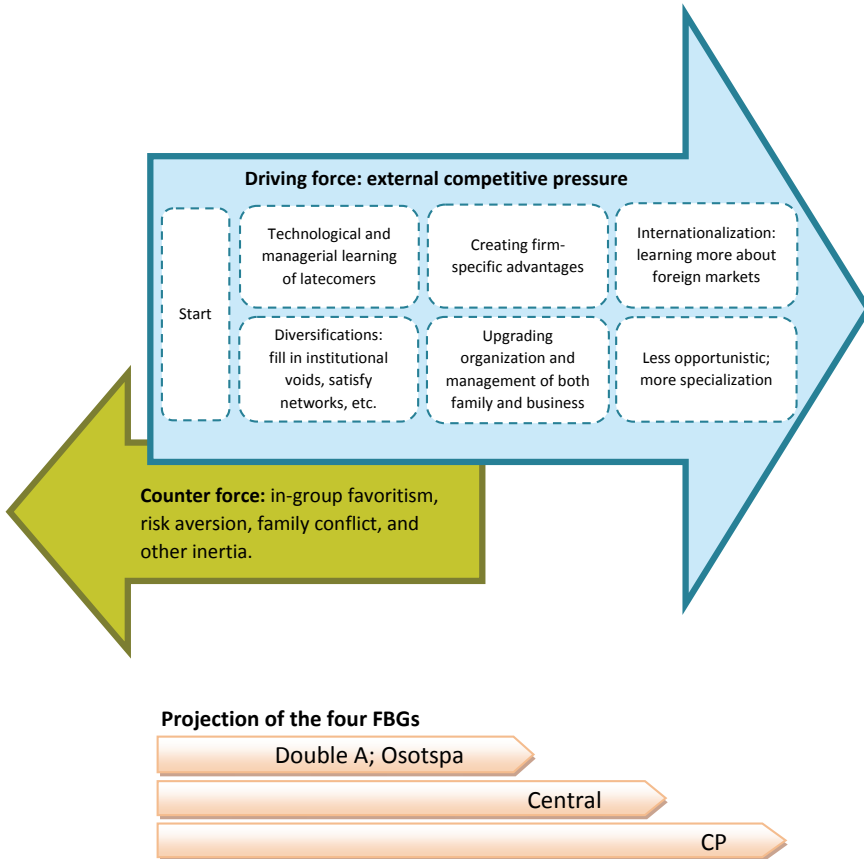 Driving force: external competitive pressure
Start
Technological and
managerial learning
of latecomers
Creating firm-
specific advantages
Internationalization:
learning more about
foreign markets
Diversifications:
fill in institutional
voids, satisfy
networks, etc.
Upgrading
organization and
management of both
family and business
Less opportunistic;
more specialization
Counter force: in-group favoritism,
risk aversion, family conflict, and
other inertia.
Projection of the four FBGs
Double A; Osotspa
Central
CP